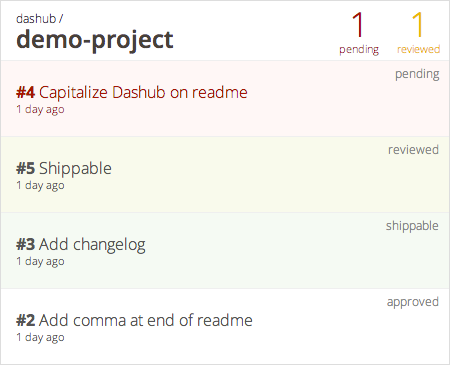 dashub /
demo-project
1
pending
1
reviewed
pending
#4 Capitalize Dashub on readme
1 day ago
reviewed
#5 Shippable
1 day ago
shippable
#3 Add changelog
1 day ago
approved
#2 Add comma at end of readme
1 day ago